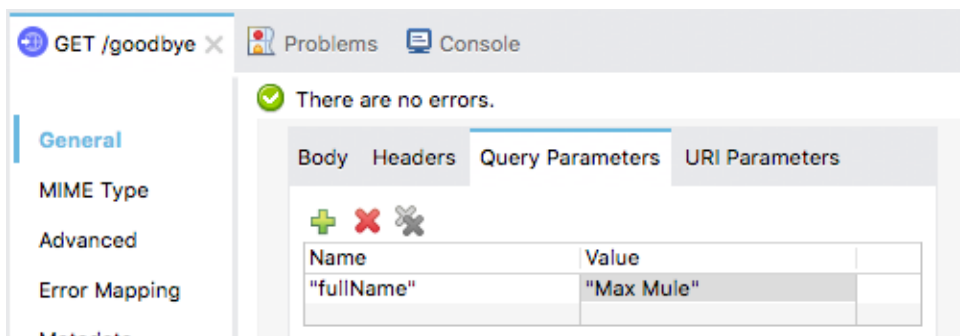 GET /goodbye
Problems
Console
There are no errors.
General
MIME Type
Advanced
Error Mapping
Body Headers Query Parameters URI Parameters
Name Value
"fullName" "Max Mule"